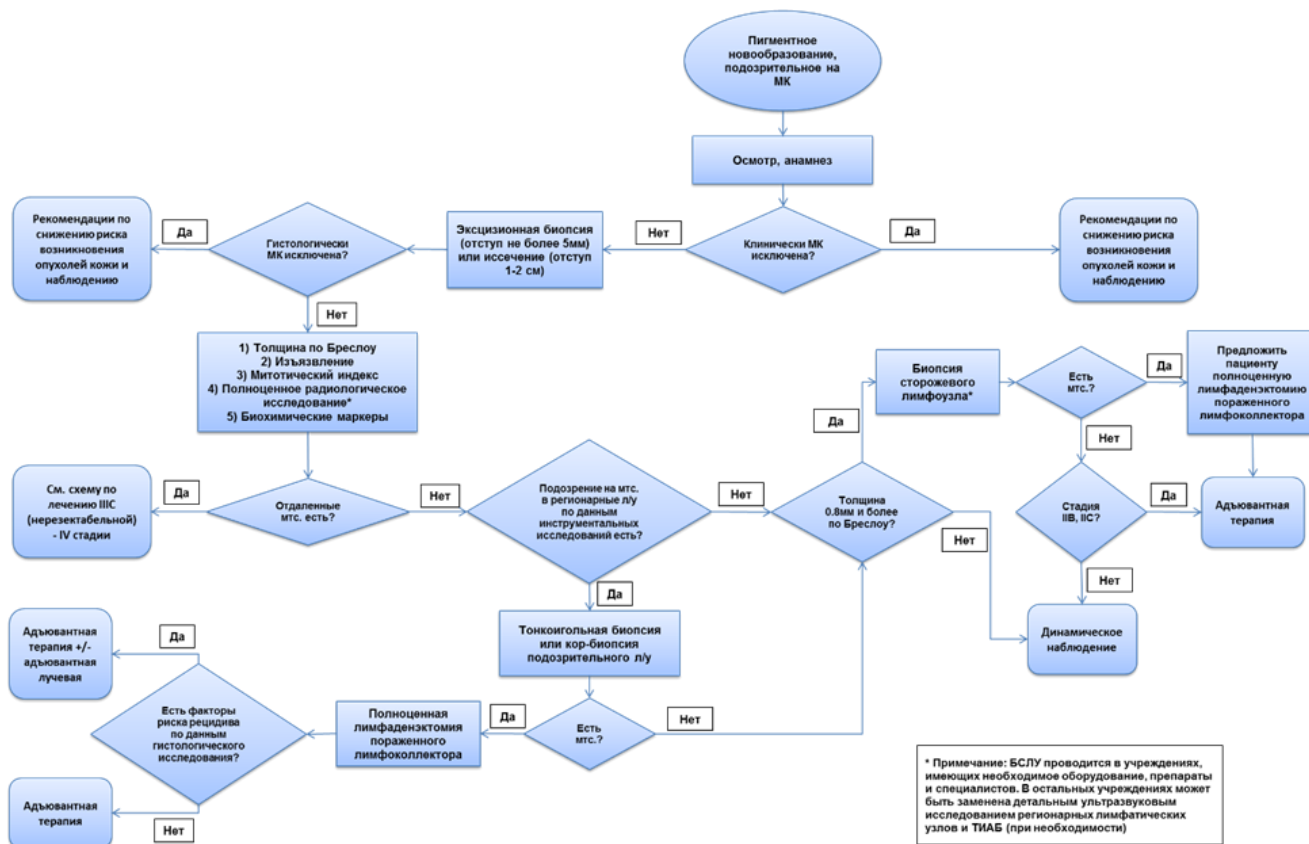 Пигментное
новообразование,
подозрительное на
МК
Осмотр, анамнез
Рекомендации по
снижению риска
возникновения
опухолей кожи и
наблюдению
Да
Гистологически
МК исключена?
Эксцизионная биопсия
(отступ не более 5мм)
или иссечение (отступ
1-2 см)
Нет
Клинически МК
исключена?
Да
Рекомендации по
снижению риска
возникновения
опухолей кожи и
наблюдению
Нет
1) Толщина по Бреслоу
2) Изъязвление
3) Митотический индекс
4) Полноценное радиологическое
исследование*
5) Биохимические маркеры
Биопсия
сторожевого
лимфоузла*
Есть
мтс.?
Да
Предложить
пациенту
полноценную
лимфаденэктомию
пораженного
лимфоколлектора
Да
Нет
См. схему по
лечению IIIC
(нерезектабельной)
- IV стадии
Да
Отдаленные
мтс. есть?
Нет
Подозрение на мтс.
в регионарные л/у
по данным
инструментальных
исследований есть?
Нет
Толщина
0.8мм и более
по Бреслоу?
Нет
Стадия
IIB, IIC?
Да
Адъювантная
терапия
Да
Нет
Тонкоигольная биопсия
или кор-биопсия
подозрительного л/у
Динамическое
наблюдение
Адъювантная
терапия +/-
адъювантная
лучевая
Да
Есть факторы
риска рецидива
по данным
гистологического
исследования?
Полноценная
лимфаденэктомия
пораженного
лимфоколлектора
Да
Есть
мтс.?
Нет
Адъювантная
терапия
Нет
* Примечание: БСЛУ проводится в учреждениях,
имеющих необходимое оборудование, препараты
и специалистов. В остальных учреждениях может
быть заменена детальным ультразвуковым
исследованием регионарных лимфатических
узлов и ТИАБ (при необходимости)